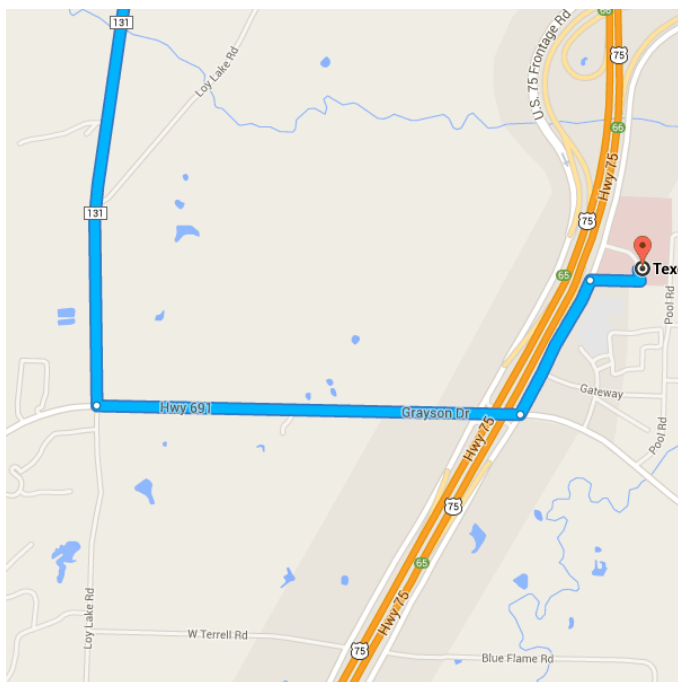 131
66
75
U.S. 75 Frontage Rd
Loy Lake Rd
66
Hwy 75
131
75
65
Tex
Pool Rd
Gateway
Hwy 691
Grayson Dr
Hwy 75
Pool Rd
75
65
Hwy 75
Loy Lake Rd
W Terrell Rd
75
Blue Flame Rd